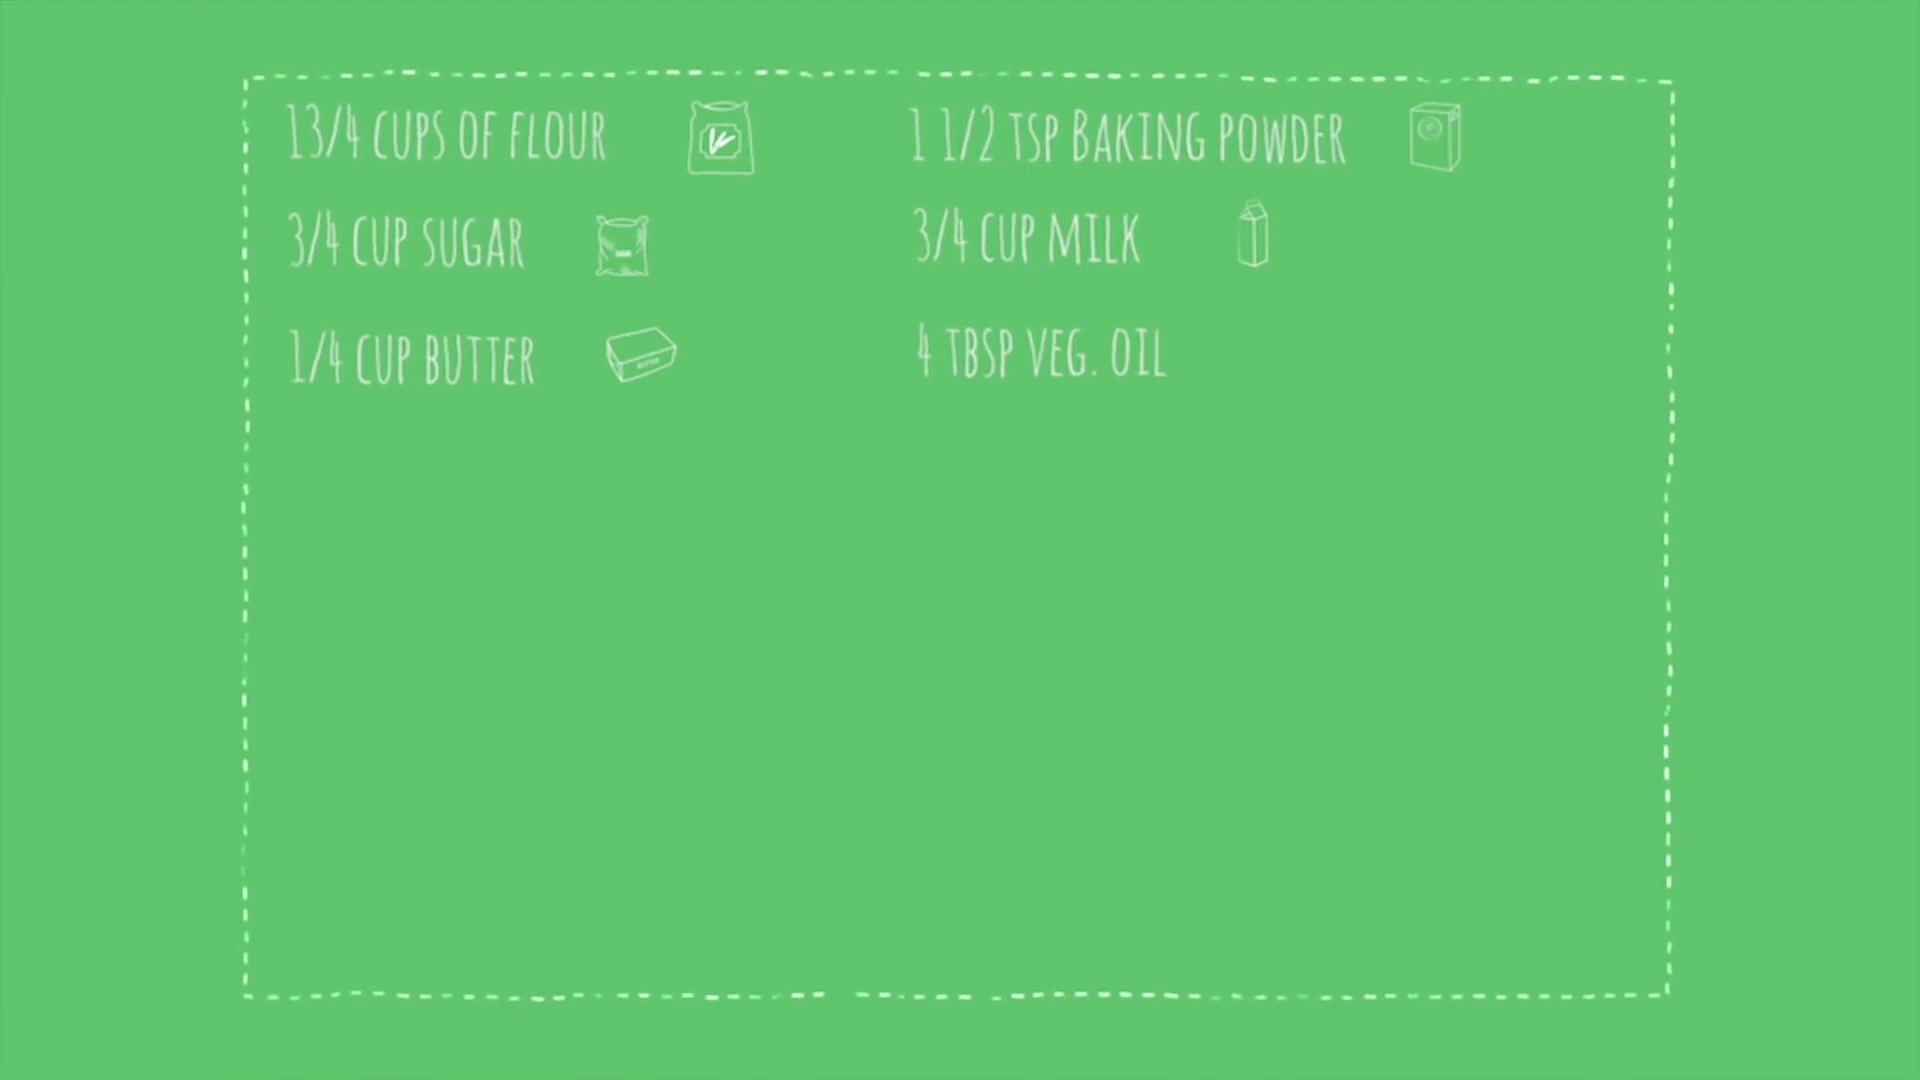 13/4 CUPS OF FLOUR
3/4 CUP SUGAR
1/4 CUP BUTTER
1 1/2 TSP BAKING POWDER
3/4 CUP MILK
4 TBSP VEG. OIL